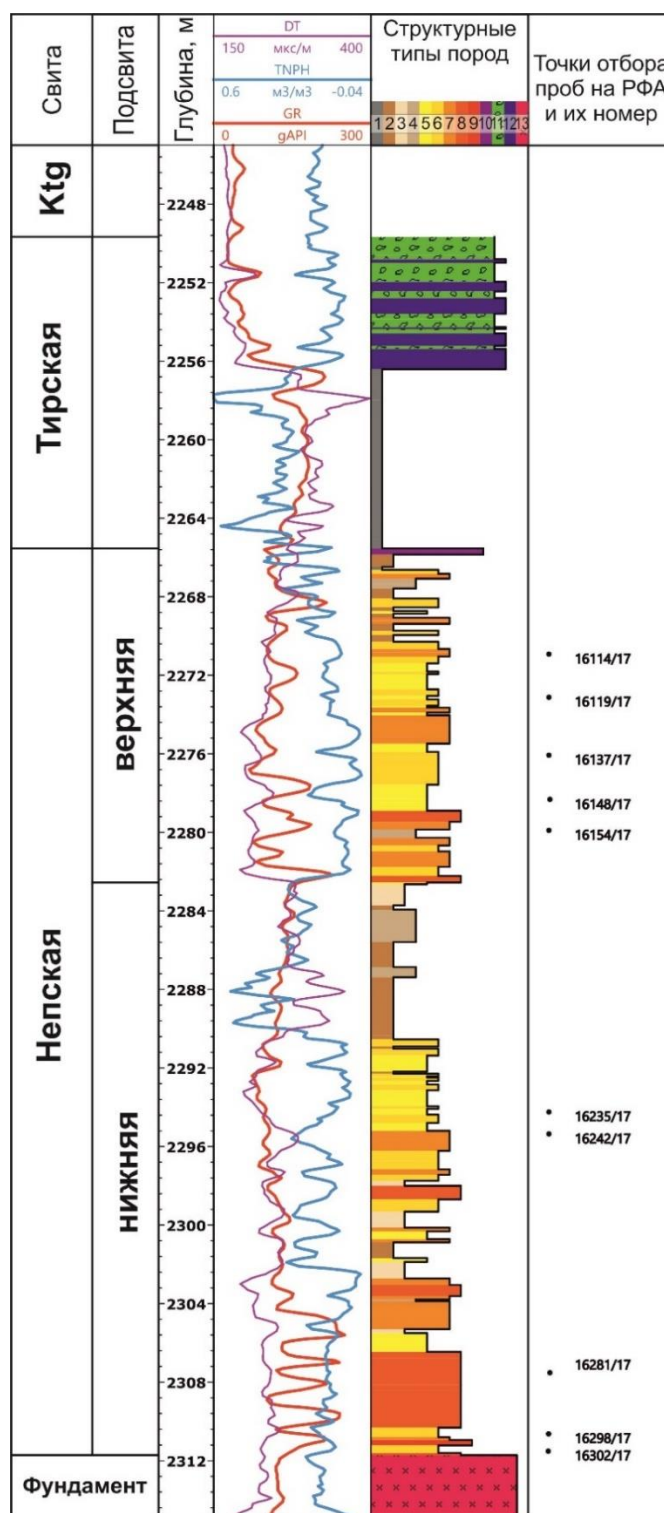 Свита
Подсвита
Глубина, м
DT
150 мкс/м 400
TNPH
0.6 м3/м3 -0.04
GR
0 gAPI 300
Структурные
типы пород
1 2 3 4 5 6 7 8 9 10 11 12 13
Точки отбора
проб на РФА
и их номер
Ktg
Тирская
Непская
верхняя
нижняя
Фундамент
2248
2252
2256
2260
2264
2268
2272
2276
2280
2284
2288
2292
2296
2300
2304
2308
2312
16114/17
16119/17
16137/17
16148/17
16154/17
16235/17
16242/17
16281/17
16298/17
16302/17